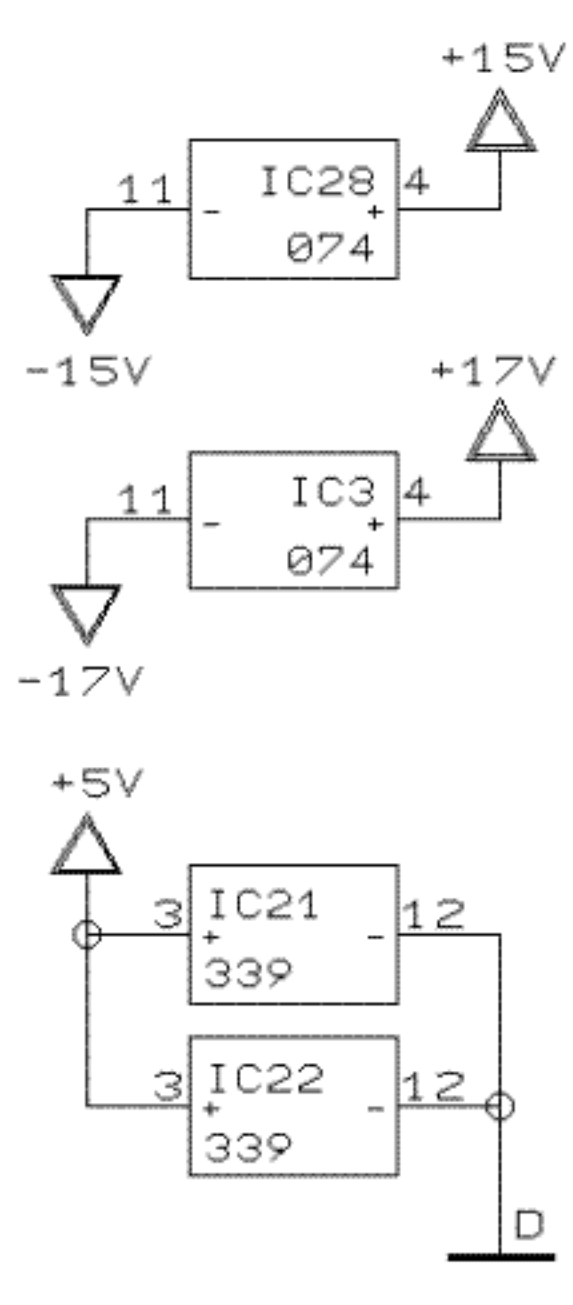 +15V
11 - IC28 + 4
074
-15V
+17V
11 - IC3 + 4
074
-17V
+5V
3 + IC21 - 12
339
3 + IC22 - 12
339
D